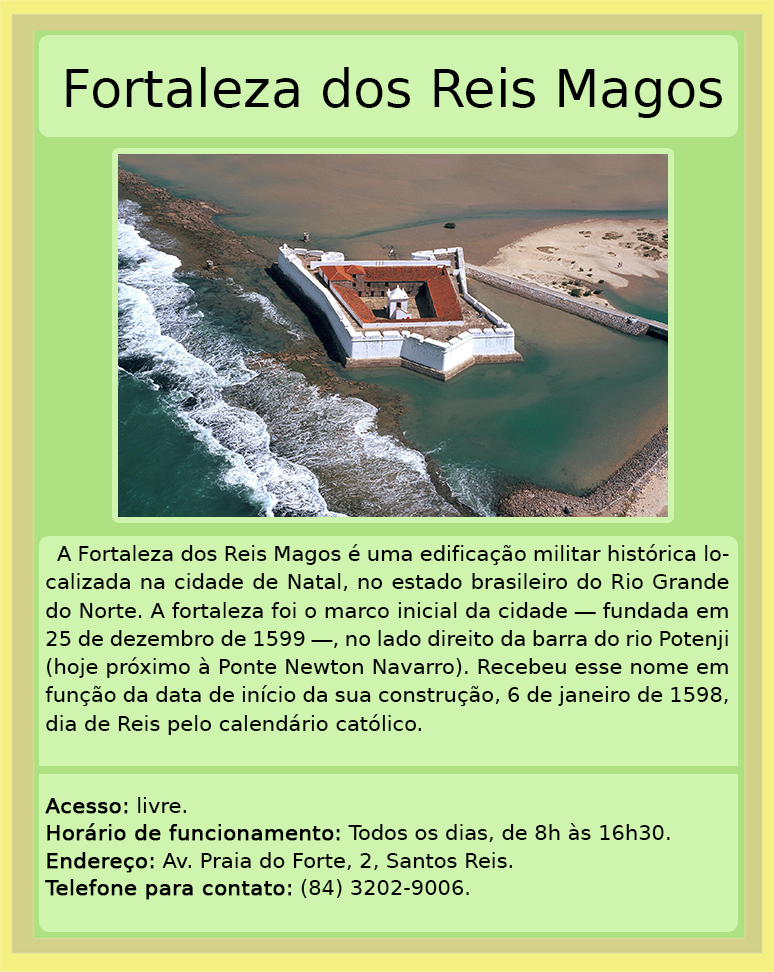 Fortaleza dos Reis Magos
A Fortaleza dos Reis Magos é uma edificação militar histórica lo-
calizada na cidade de Natal, no estado brasileiro do Rio Grande
do Norte. A fortaleza foi o marco inicial da cidade — fundada em
25 de dezembro de 1599 —, no lado direito da barra do rio Potenji
(hoje próximo à Ponte Newton Navarro). Recebeu esse nome em
função da data de início da sua construção, 6 de janeiro de 1598,
dia de Reis pelo calendário católico.
Acesso: livre.
Horário de funcionamento: Todos os dias, de 8h às 16h30.
Endereço: Av. Praia do Forte, 2, Santos Reis.
Telefone para contato: (84) 3202-9006.